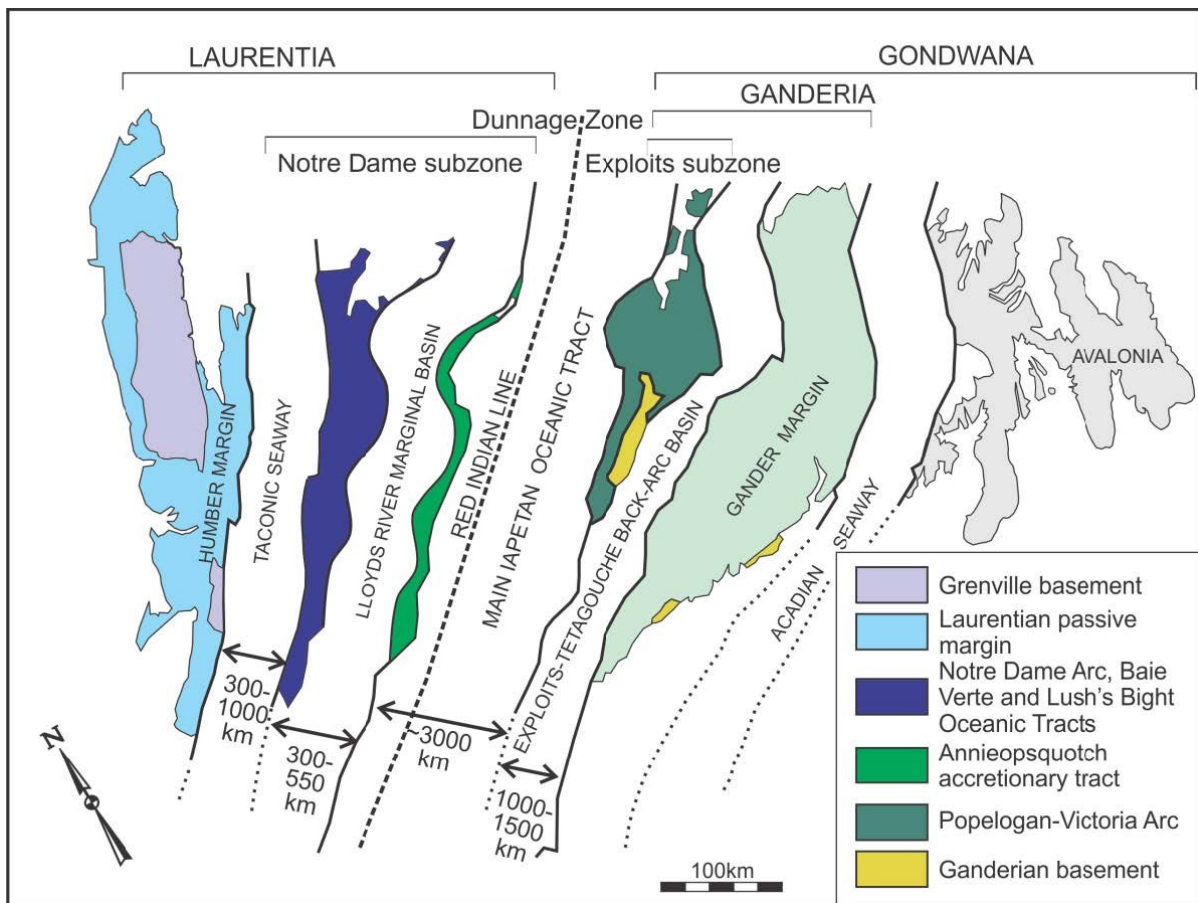 LAURENTIA
GONDWANA
GANDERIA
Dunnage Zone
Notre Dame subzone
Exploits subzone
HUMBER MARGIN
TACONIC SEAWAY
LLOYDS RIVER MARGINAL BASIN
RED INDIAN LINE
MAIN IAPETAN OCEANIC TRACT
EXPLOITS-TETAGOUCHE BACK-ARC BASIN
GANDER MARGIN
ACADIAN SEAWAY
AVALONIA
300-
1000
km
300-
550
km
~3000
km
1000-
1500
km
N
100km
Grenville basement
Laurentian passive
margin
Notre Dame Arc, Baie
Verte and Lush's Bight
Oceanic Tracts
Annieopsquotch
accretionary tract
Popelogan-Victoria Arc
Ganderian basement